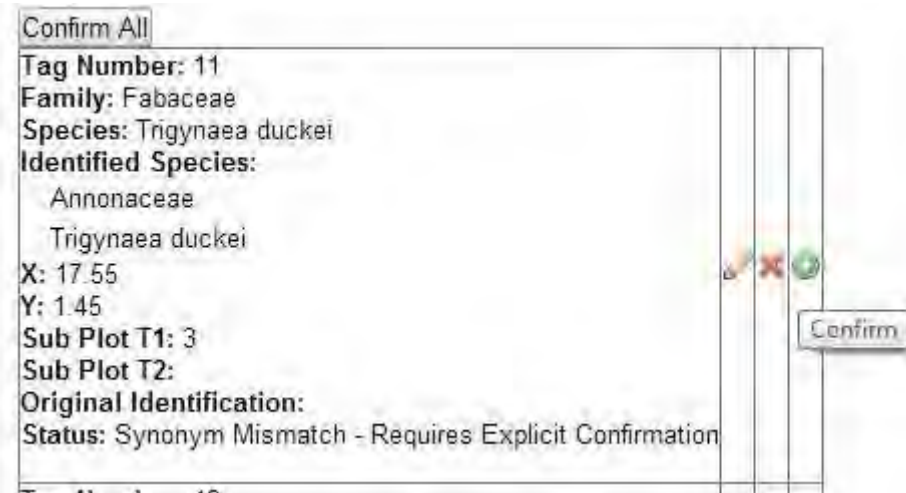 Confirm All
Tag Number: 11
Family: Fabaceae
Species: Trigynaea duckei
Identified Species:
Annonaceae
Trigynaea duckei
X: 17.55
Y: 1.45
Confirm
Sub Plot T1: 3
Sub Plot T2:
Original Identification:
Status: Synonym Mismatch - Requires Explicit Confirmation